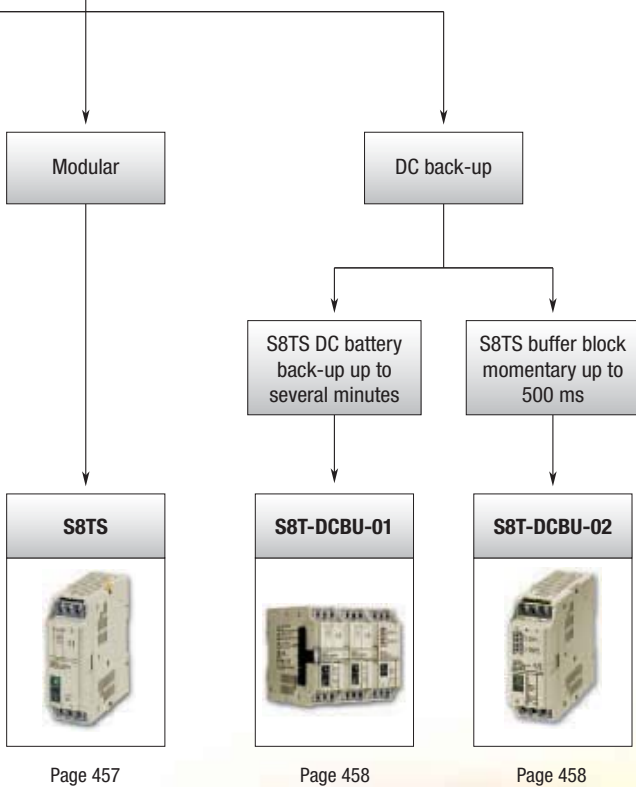 Modular
DC back-up
S8TS DC battery
back-up up to
several minutes
S8TS buffer block
momentary up to
500 ms
S8TS
S8T-DCBU-01
S8T-DCBU-02
Page 457
Page 458
Page 458